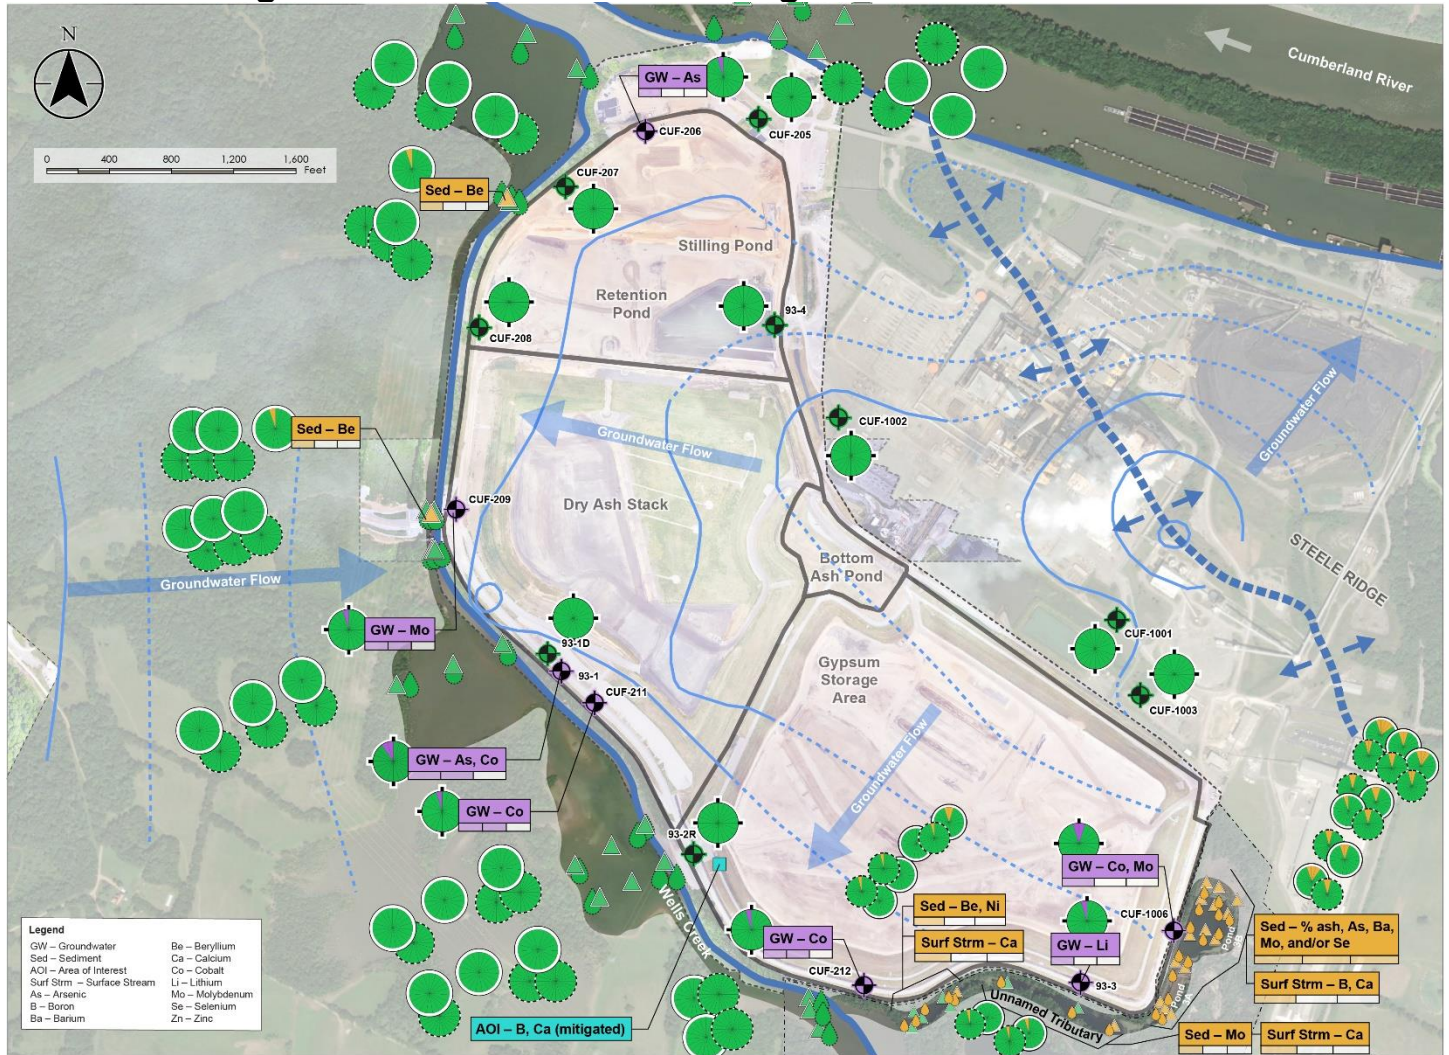 N
0 400 800 1,200 1,600
Feet
Cumberland River
GW – As
CUF-206
CUF-205
CUF-207
Sed – Be
Stilling Pond
Retention
Pond
93-4
CUF-208
CUF-1002
Groundwater Flow
Groundwater Flow
Sed – Be
CUF-209
Dry Ash Stack
STEELE RIDGE
Bottom
Ash Pond
Groundwater Flow
GW – Mo
93-1D
93-1
CUF-211
CUF-1001
CUF-1003
Gypsum
Storage
Area
Groundwater Flow
GW – As, Co
GW – Co
93-2R
Wells Creek
GW – Co, Mo
CUF-1006
Sed – Be, Ni
Surf Strm – Ca
GW – Co
GW – Li
CUF-212
93-3
Unnamed Tributary
Pond
Pond
Sed – % ash, As, Ba,
Mo, and/or Se
Surf Strm – B, Ca
Sed – Mo
Surf Strm – Ca
AOI – B, Ca (mitigated)
Legend
GW – Groundwater
Sed – Sediment
AOI – Area of Interest
Surf Strm – Surface Stream
As – Arsenic
B – Boron
Ba – Barium
Be – Beryllium
Ca – Calcium
Co – Cobalt
Li – Lithium
Mo – Molybdenum
Se – Selenium
Zn – Zinc